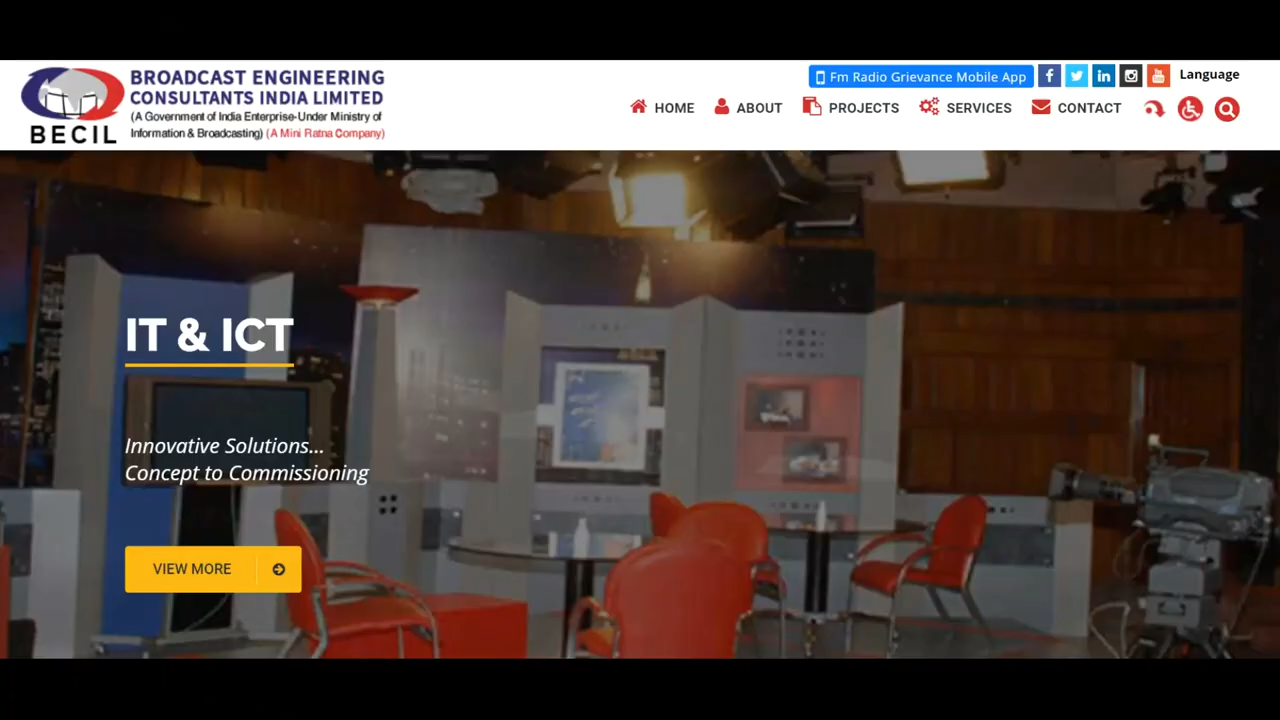 BROADCAST ENGINEERING
CONSULTANTS INDIA LIMITED
(A Government of India Enterprise-Under Ministry of
Information & Broadcasting) (A Mini Ratna Company)
BECIL
Fm Radio Grievance Mobile App
Language
HOME ABOUT PROJECTS SERVICES CONTACT
IT & ICT
Innovative Solutions...
Concept to Commissioning
VIEW MORE